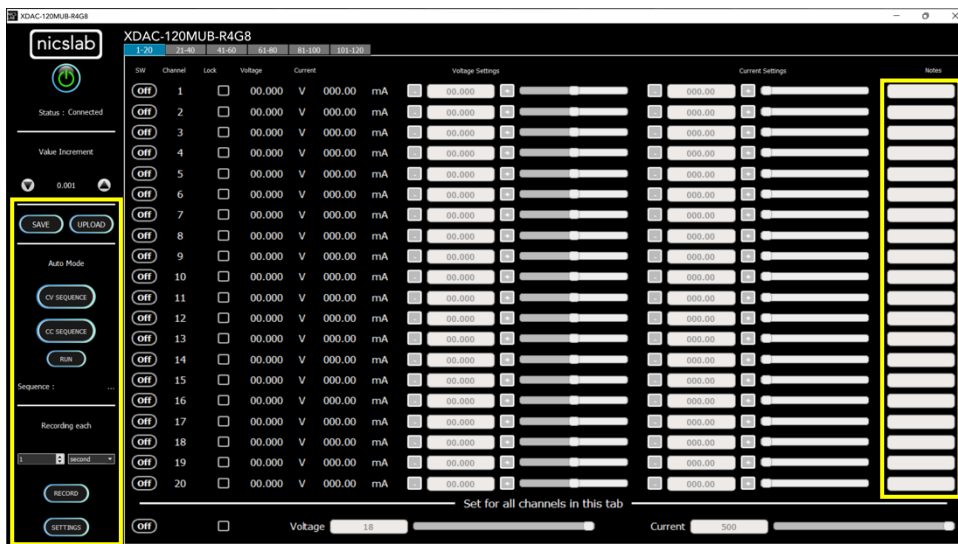 XDAC-120MUB-R4G8
nicslab
Status : Connected
Value Increment
0.001
SAVE UPLOAD
Auto Mode
CV SEQUENCE
CC SEQUENCE
RUN
Sequence : ...
Recording each
1 second
RECORD
SETTINGS
XDAC-120MUB-R4G8
1-20 21-40 41-60 61-80 81-100 101-120
SW Channel Lock Voltage Current Voltage Settings Current Settings Notes
Off 1 00.000 V 000.00 mA - 00.000 + - 000.00 +
Off 2 00.000 V 000.00 mA - 00.000 + - 000.00 +
Off 3 00.000 V 000.00 mA - 00.000 + - 000.00 +
Off 4 00.000 V 000.00 mA - 00.000 + - 000.00 +
Off 5 00.000 V 000.00 mA - 00.000 + - 000.00 +
Off 6 00.000 V 000.00 mA - 00.000 + - 000.00 +
Off 7 00.000 V 000.00 mA - 00.000 + - 000.00 +
Off 8 00.000 V 000.00 mA - 00.000 + - 000.00 +
Off 9 00.000 V 000.00 mA - 00.000 + - 000.00 +
Off 10 00.000 V 000.00 mA - 00.000 + - 000.00 +
Off 11 00.000 V 000.00 mA - 00.000 + - 000.00 +
Off 12 00.000 V 000.00 mA - 00.000 + - 000.00 +
Off 13 00.000 V 000.00 mA - 00.000 + - 000.00 +
Off 14 00.000 V 000.00 mA - 00.000 + - 000.00 +
Off 15 00.000 V 000.00 mA - 00.000 + - 000.00 +
Off 16 00.000 V 000.00 mA - 00.000 + - 000.00 +
Off 17 00.000 V 000.00 mA - 00.000 + - 000.00 +
Off 18 00.000 V 000.00 mA - 00.000 + - 000.00 +
Off 19 00.000 V 000.00 mA - 00.000 + - 000.00 +
Off 20 00.000 V 000.00 mA - 00.000 + - 000.00 +
Set for all channels in this tab
Off Voltage 18 Current 500